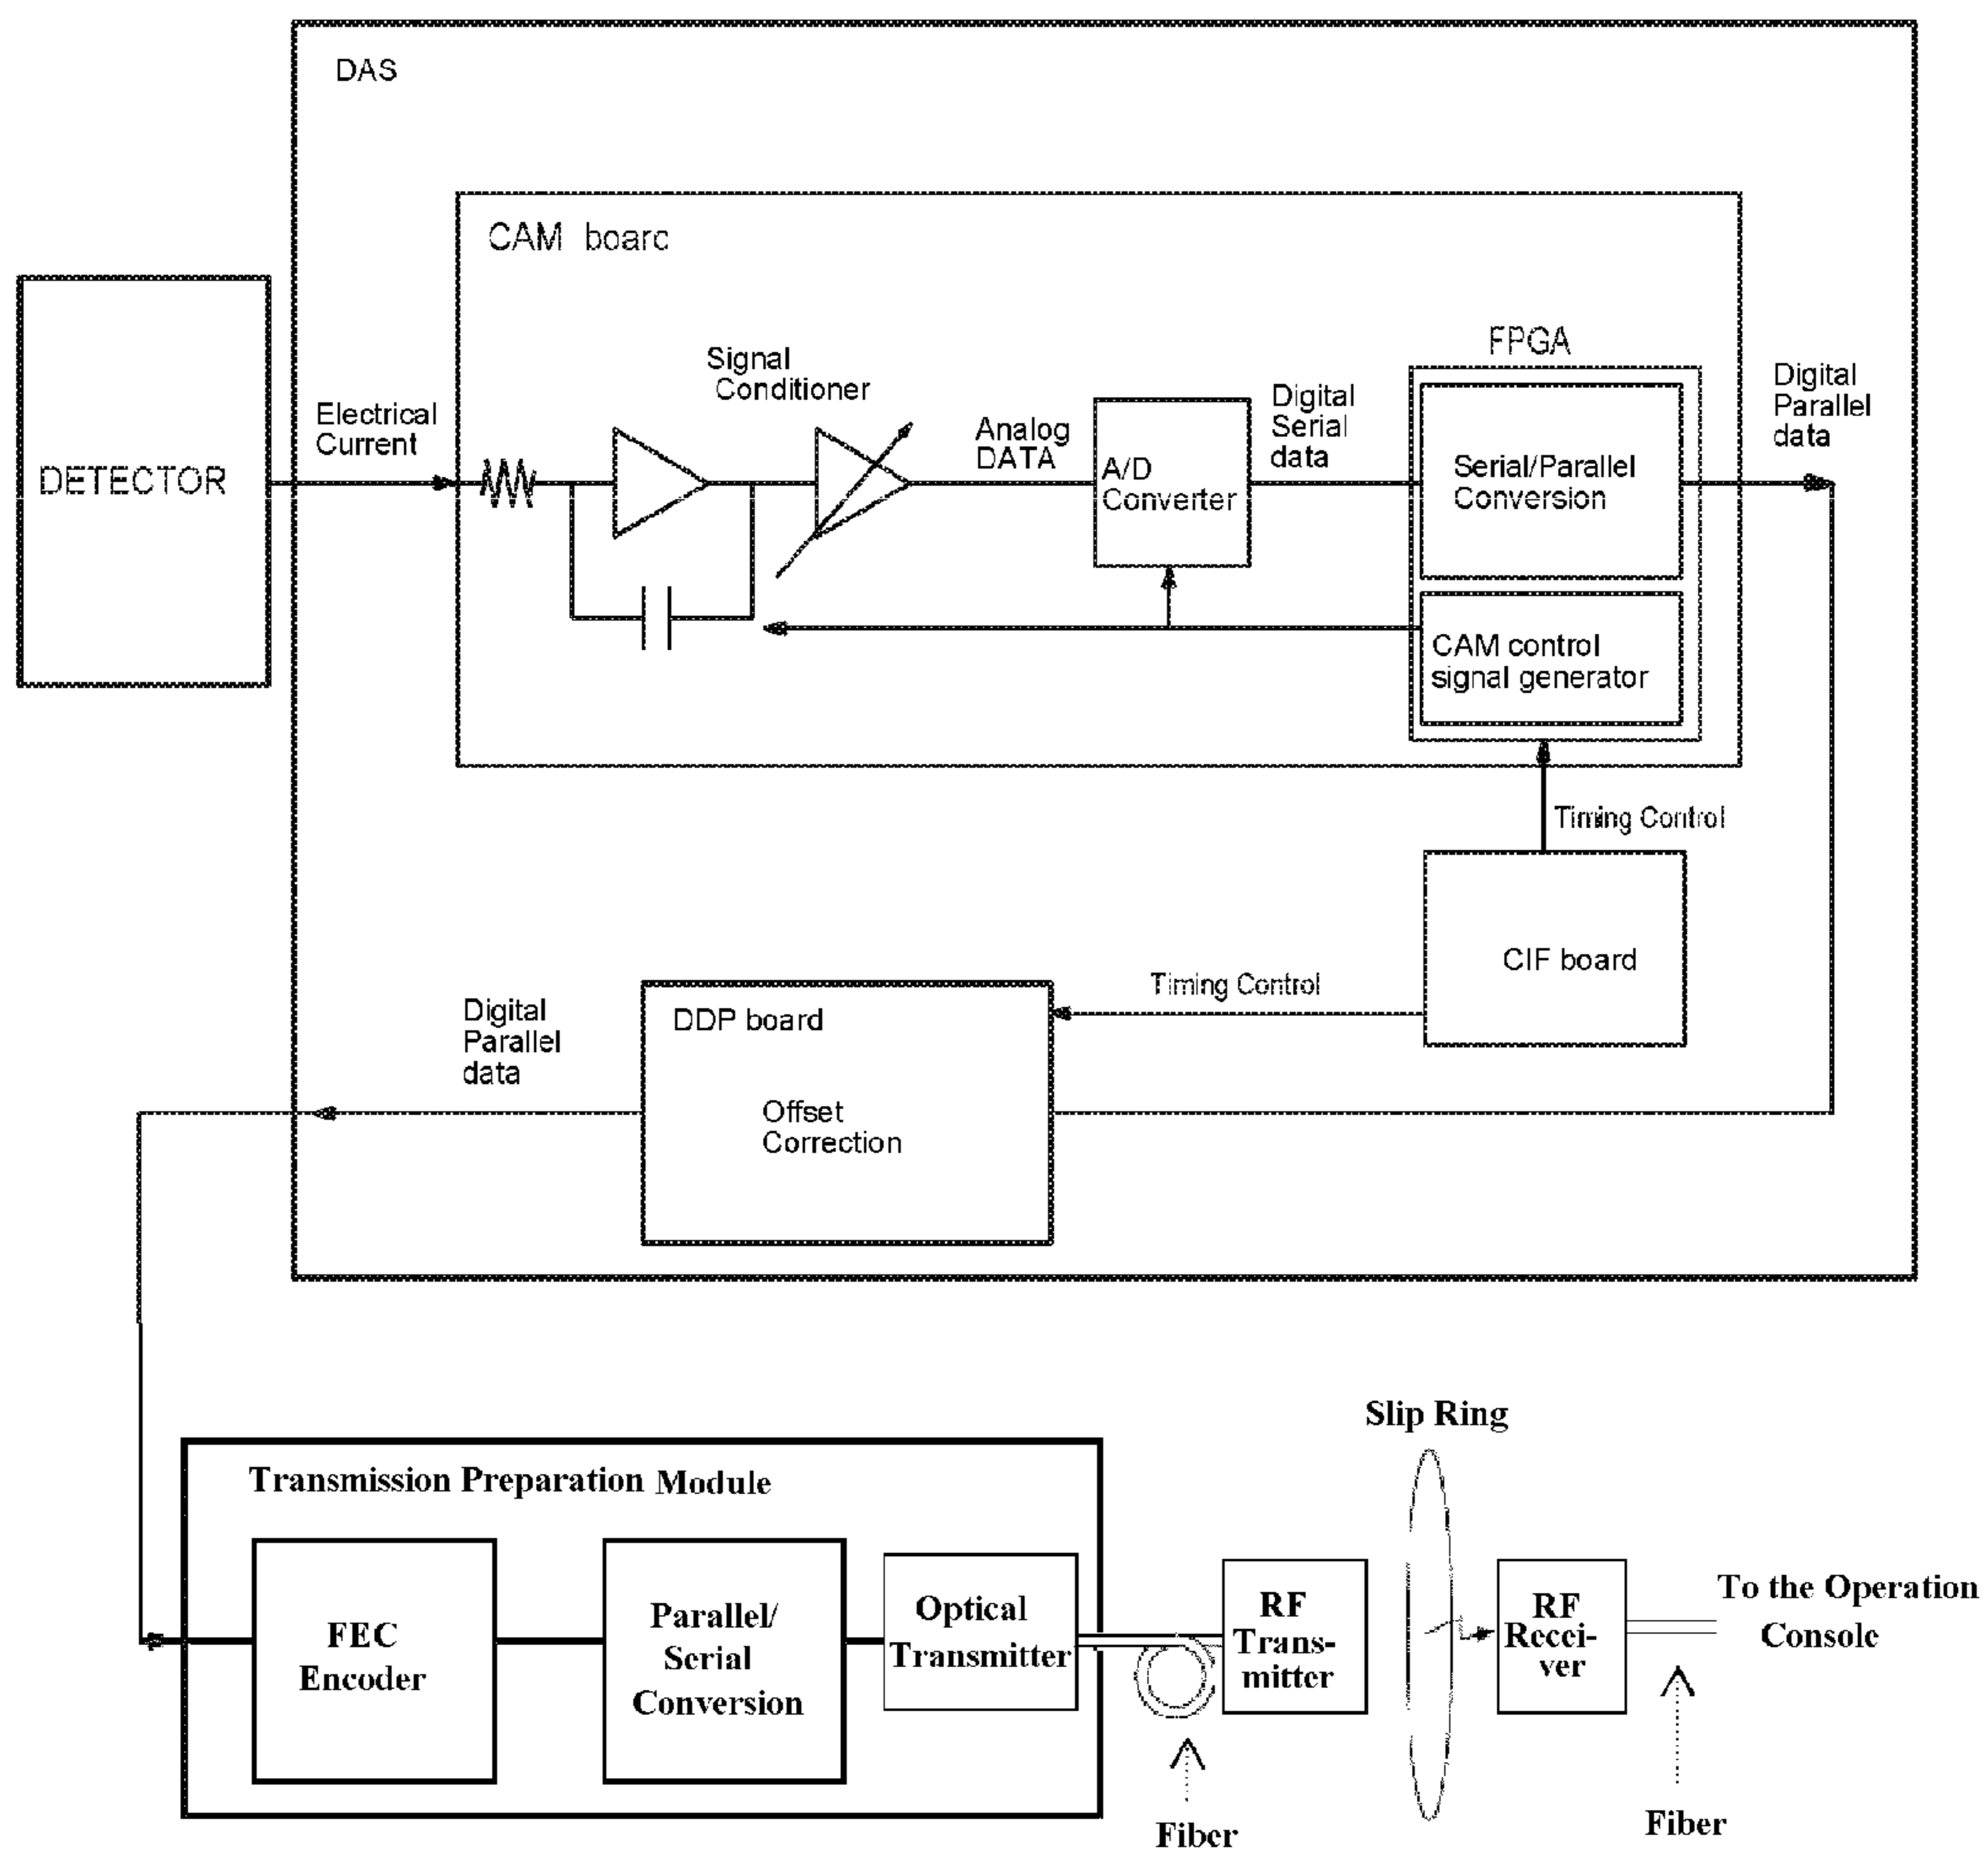 DAS
CAM board
FPGA
Signal
Conditioner
Digital
Parallel
data
Digital
Serial
data
Electrical
Current
Analog
DATA
DETECTOR
A/D
Converter
Serial/Parallel
Conversion
CAM control
signal generator
Timing Control
CIF board
Timing Control
DDP board
Digital
Parallel
data
Offset
Correction
Slip Ring
Transmission Preparation Module
FEC
Encoder
Parallel/
Serial
Conversion
Optical
Transmitter
RF
Trans-
mitter
RF
Recei-
ver
To the Operation
Console
Fiber
Fiber